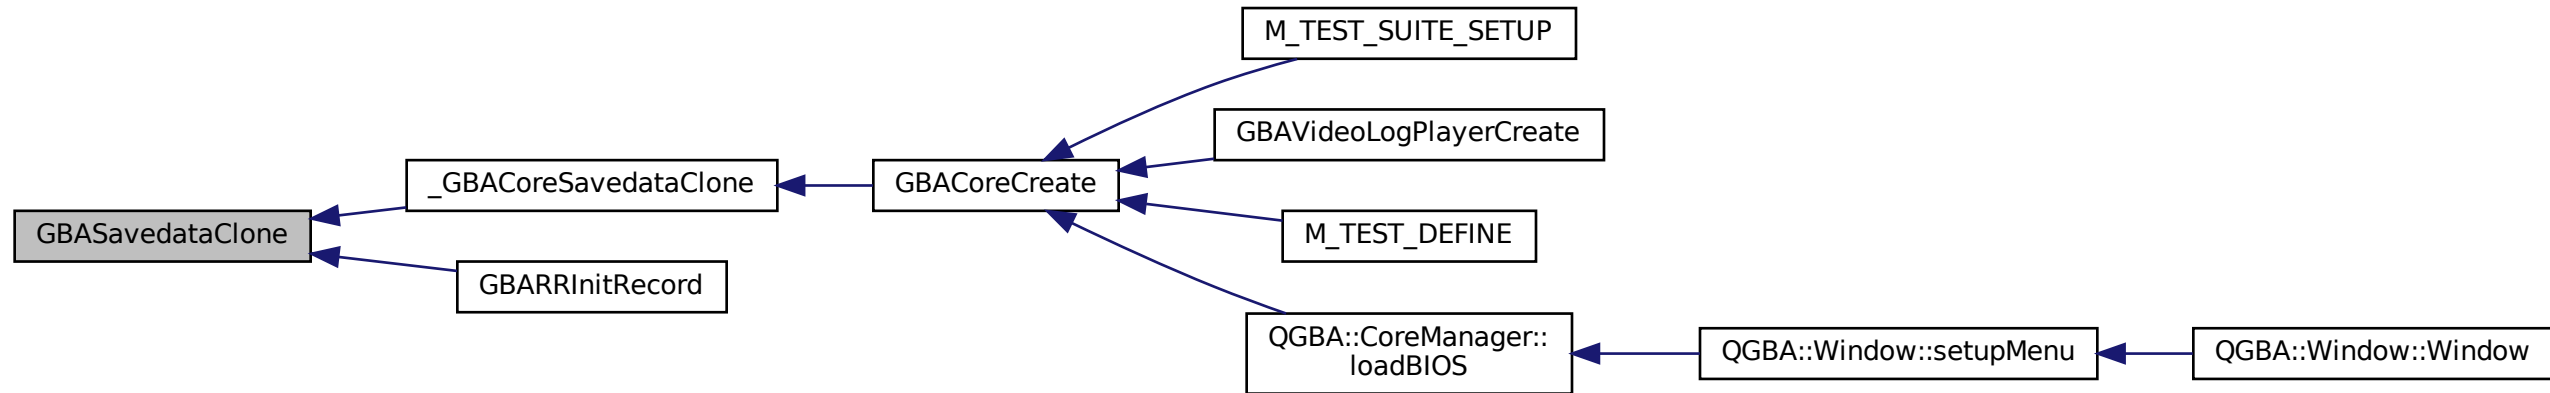 M_TEST_SUITE_SETUP
GBAVideoLogPlayerCreate
_GBACoreSavedataClone
GBACoreCreate
GBASavedataClone
M_TEST_DEFINE
GBARRInitRecord
QGBA::CoreManager::
loadBIOS
QGBA::Window::setupMenu
QGBA::Window::Window